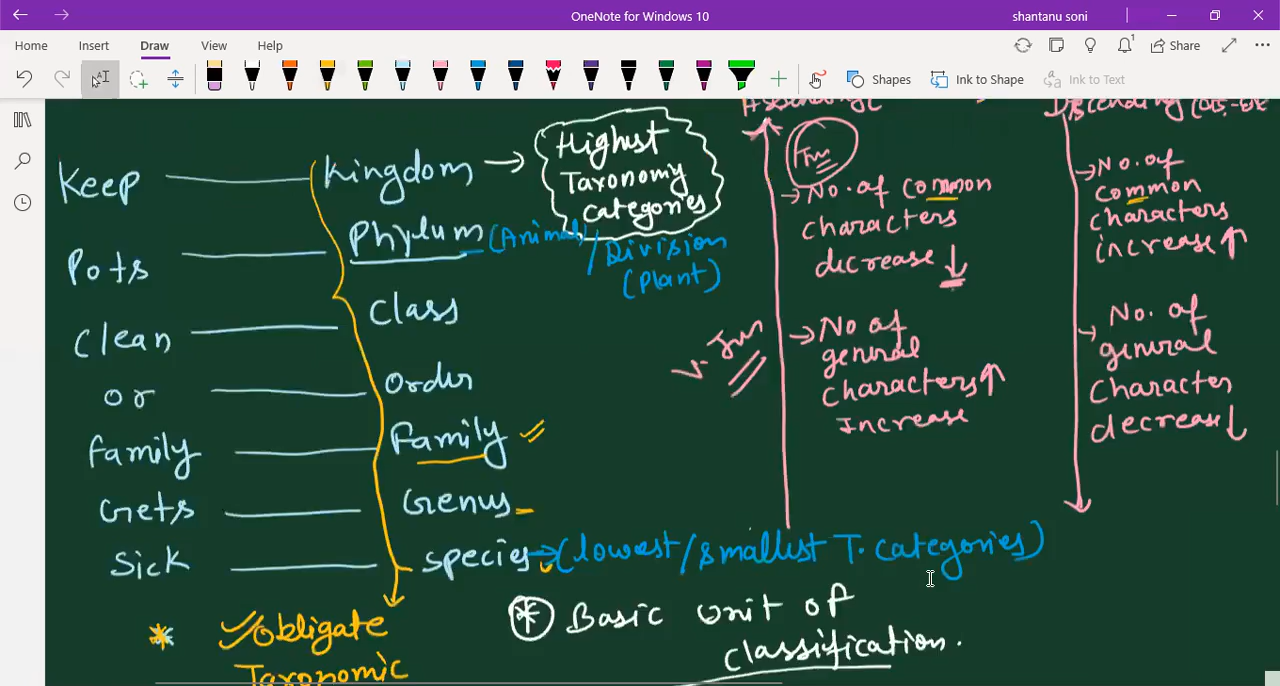 OneNote for Windows 10
shantanu soni
Home Insert Draw View Help
Share
Shapes
Ink to Shape
Ink to Text
Keep
Pots
Clean
or
family
Gets
Sick
Kingdom
Phylum (Animal) / Division
(Plant)
Class
Order
Family
Genus
species (lowest/smallest T. categories)
Highest
Taxonomy
Categories
* Obligate
Taxonomic
* Basic unit of
classification.
No. of common
characters
decrease ↓
No of
general
Characters ↑
Increase
No. of
Common
characters
increase ↑
No. of
general
Character
decrease ↓